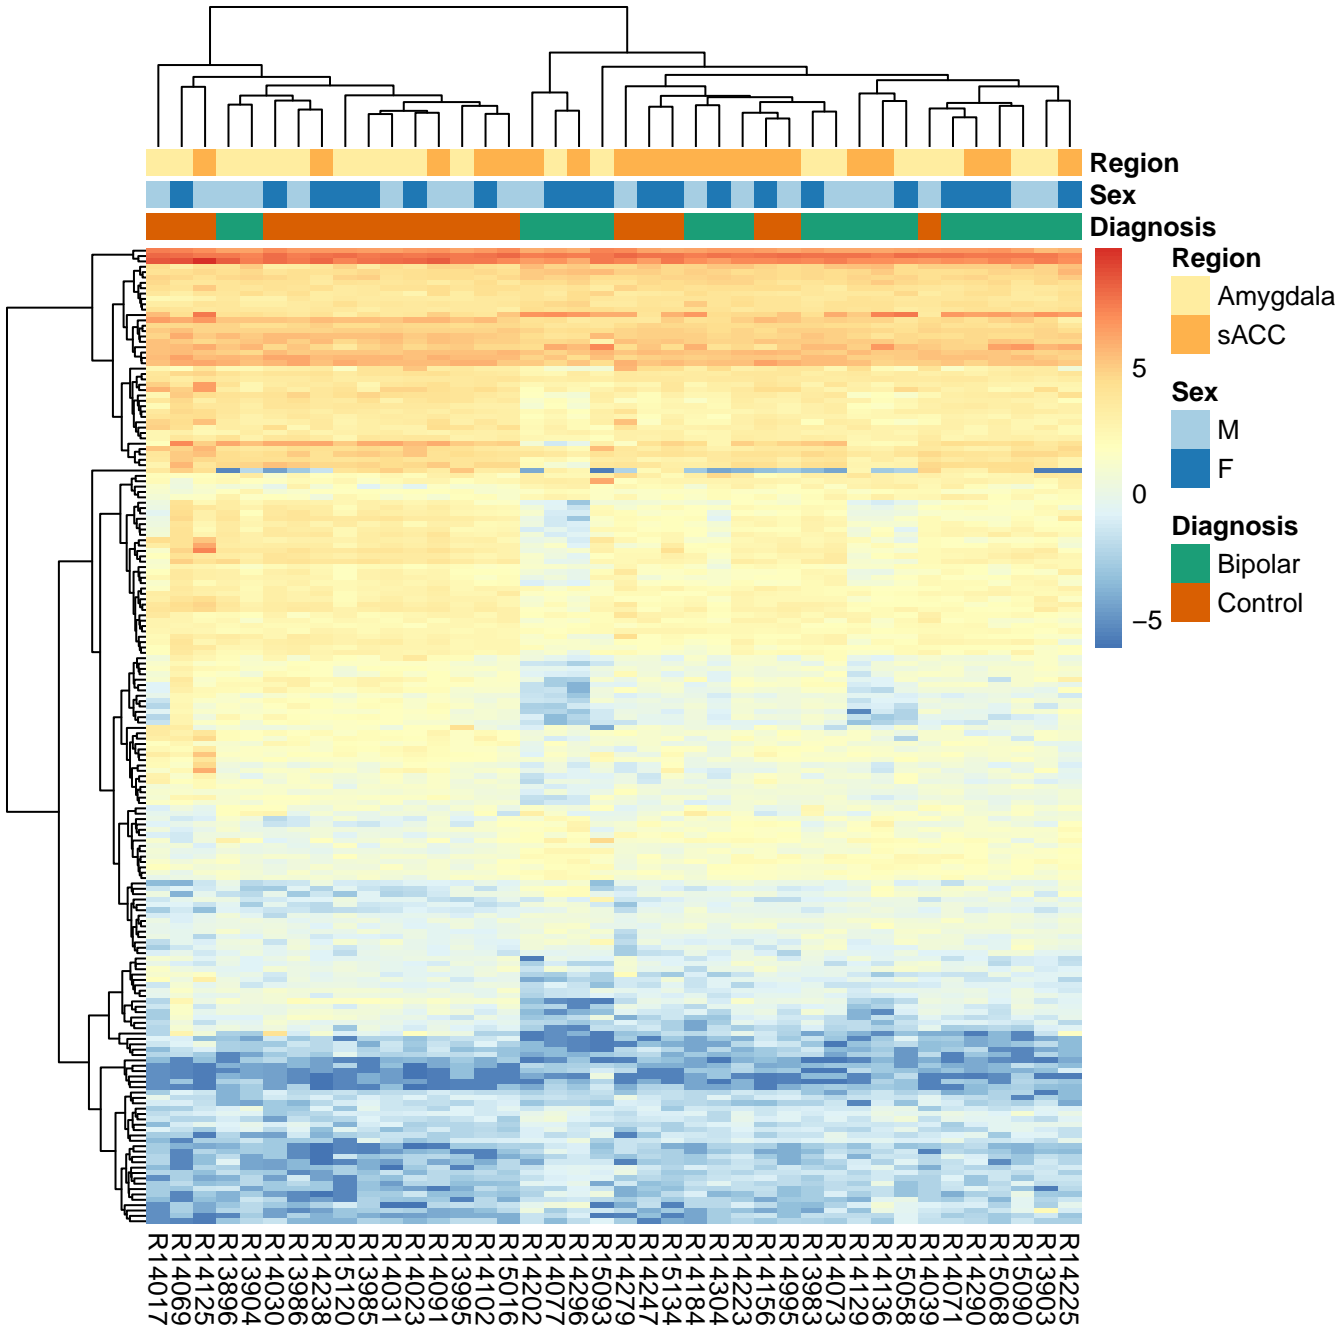 Region
Sex
Diagnosis
Region
Amygdala
sACC
Sex
M
F
Diagnosis
Bipolar
Control
5
0
−5
R14017
R14069
R14125
R13896
R13904
R14030
R13986
R14238
R15120
R13985
R14031
R14023
R14091
R13995
R14102
R15016
R14202
R14077
R14296
R15093
R14279
R14247
R15134
R14184
R14304
R14223
R14156
R14995
R13983
R14073
R14129
R14136
R15058
R14039
R14071
R14290
R15068
R15090
R13903
R14225